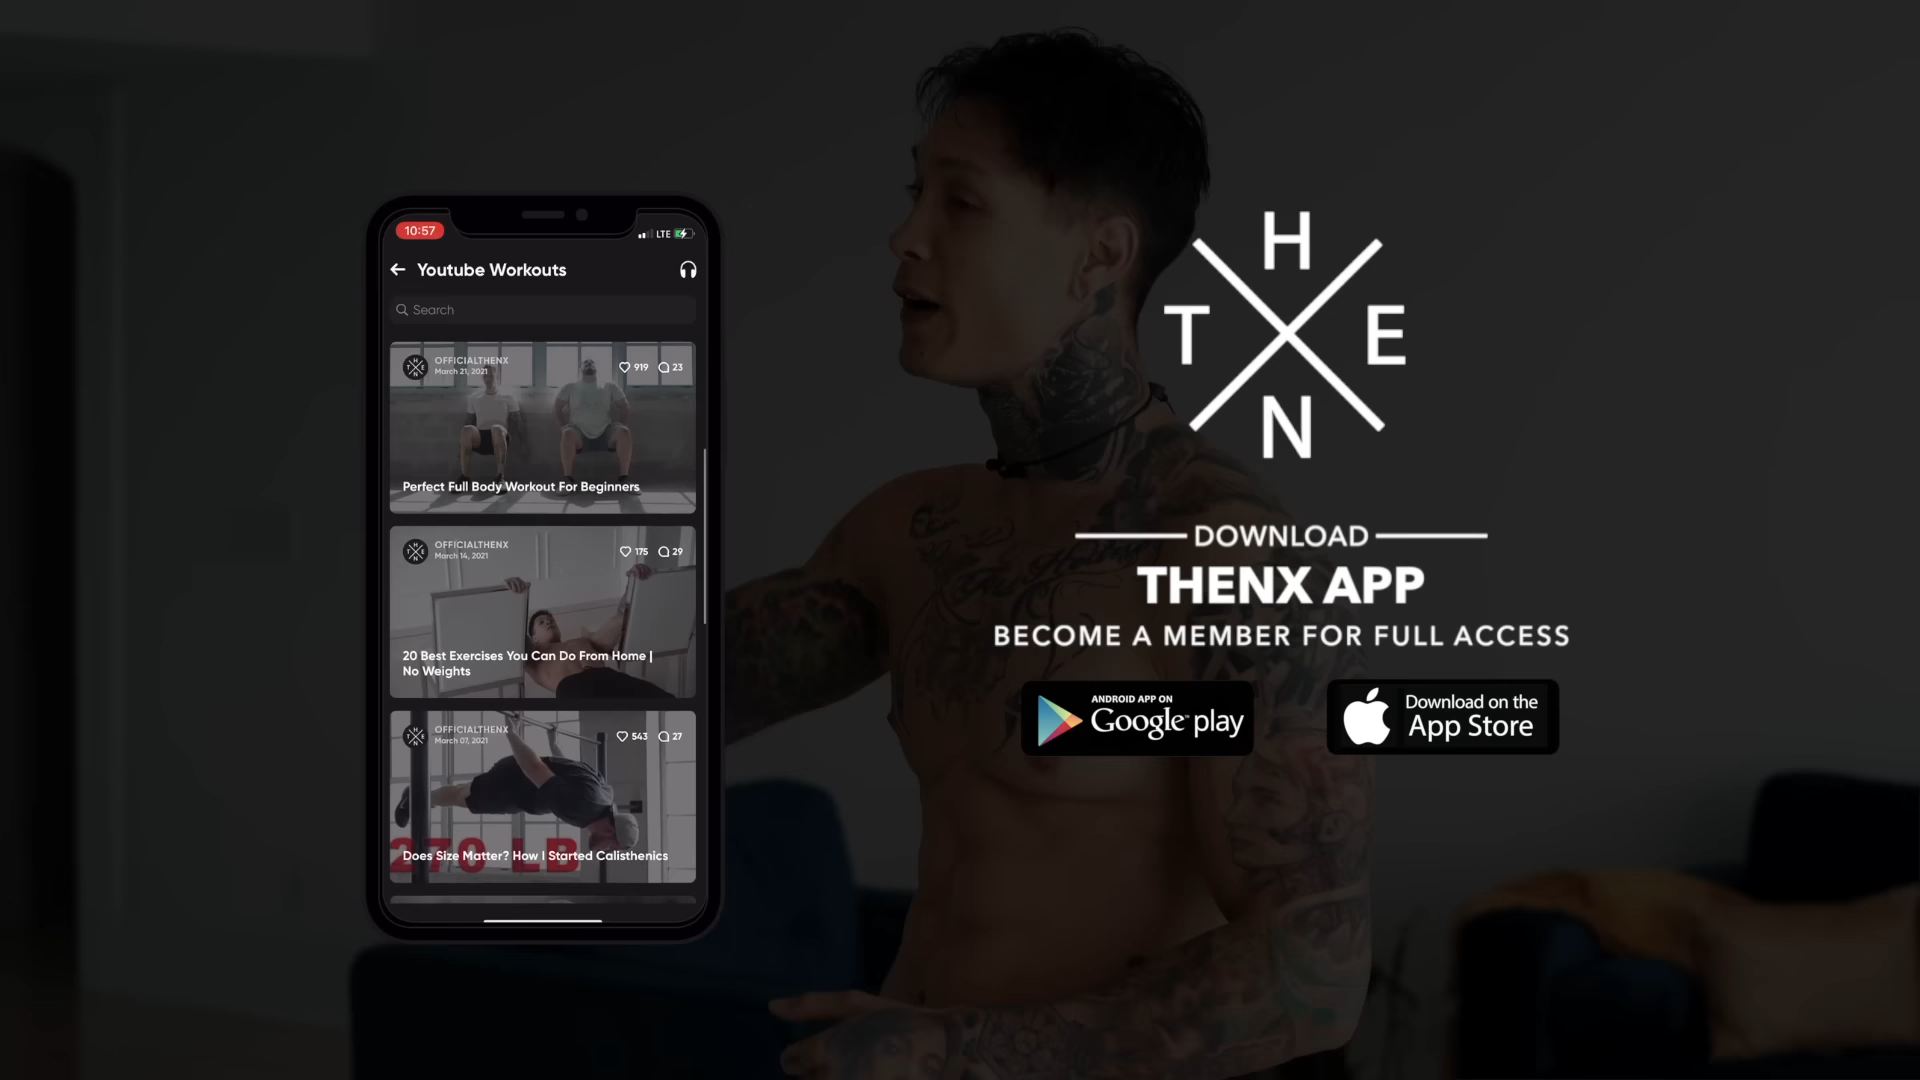 10:57
LTE
Youtube Workouts
Search
OFFICIALTHENX
March 21, 2021
919
23
Perfect Full Body Workout For Beginners
OFFICIALTHENX
March 14, 2021
175
29
20 Best Exercises You Can Do From Home |
No Weights
OFFICIALTHENX
March 07, 2021
543
27
270 LB
Does Size Matter? How I Started Calisthenics
H
T E
N
DOWNLOAD
THENX APP
BECOME A MEMBER FOR FULL ACCESS
ANDROID APP ON
Google play
Download on the
App Store